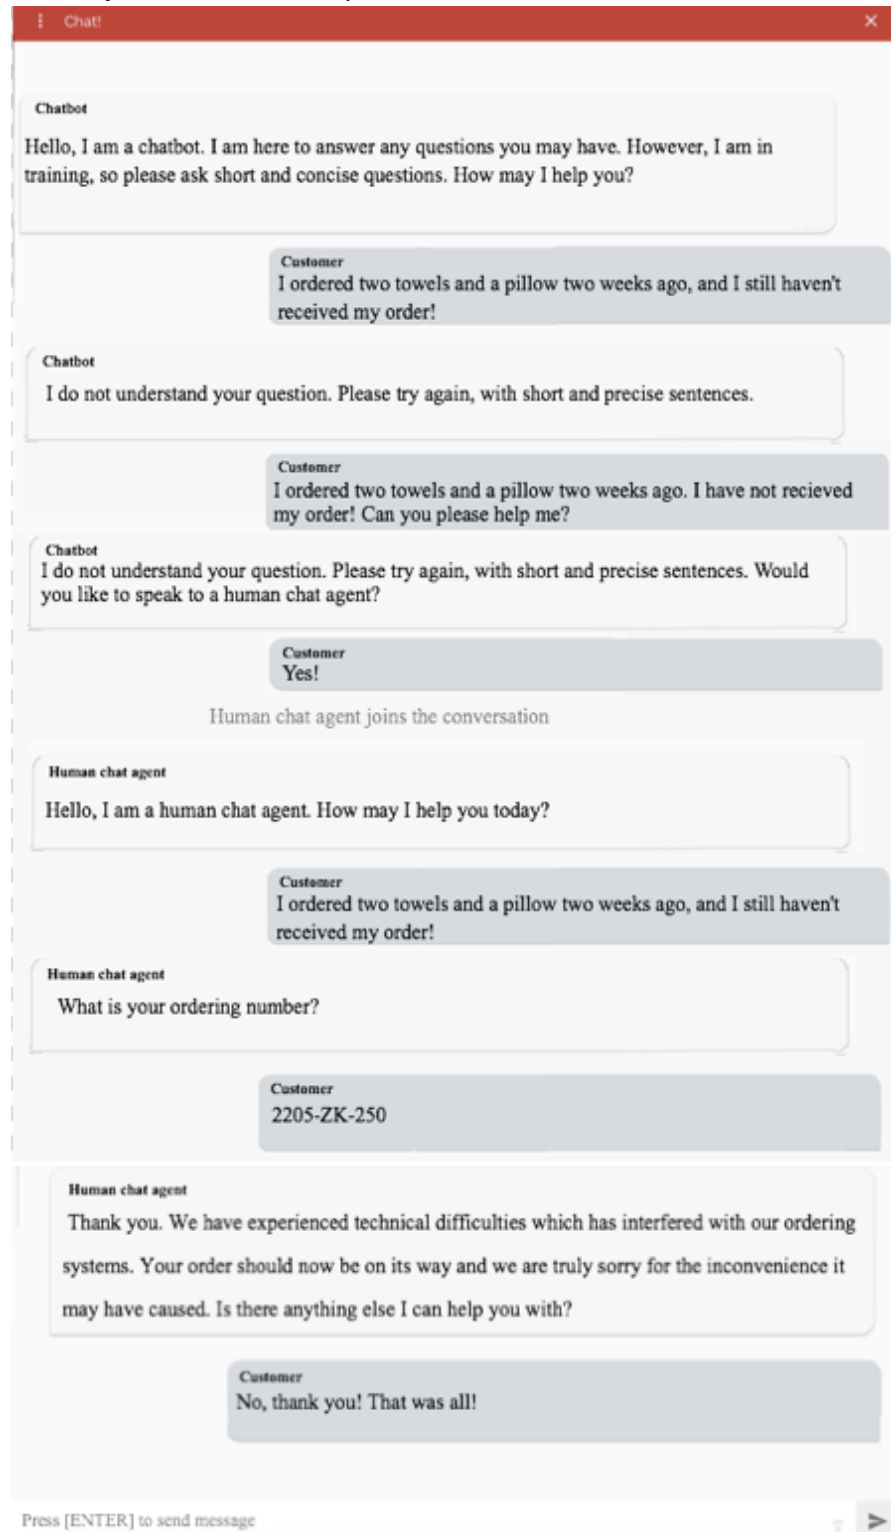 Chat!
Chatbot
Hello, I am a chatbot. I am here to answer any questions you may have. However, I am in
training, so please ask short and concise questions. How may I help you?
Customer
I ordered two towels and a pillow two weeks ago, and I still haven't
received my order!
Chatbot
I do not understand your question. Please try again, with short and precise sentences.
Customer
I ordered two towels and a pillow two weeks ago. I have not recieved
my order! Can you please help me?
Chatbot
I do not understand your question. Please try again, with short and precise sentences. Would
you like to speak to a human chat agent?
Customer
Yes!
Human chat agent joins the conversation
Human chat agent
Hello, I am a human chat agent. How may I help you today?
Customer
I ordered two towels and a pillow two weeks ago, and I still haven't
received my order!
Human chat agent
What is your ordering number?
Customer
2205-ZK-250
Human chat agent
Thank you. We have experienced technical difficulties which has interfered with our ordering
systems. Your order should now be on its way and we are truly sorry for the inconvenience it
may have caused. Is there anything else I can help you with?
Customer
No, thank you! That was all!
Press [ENTER] to send message